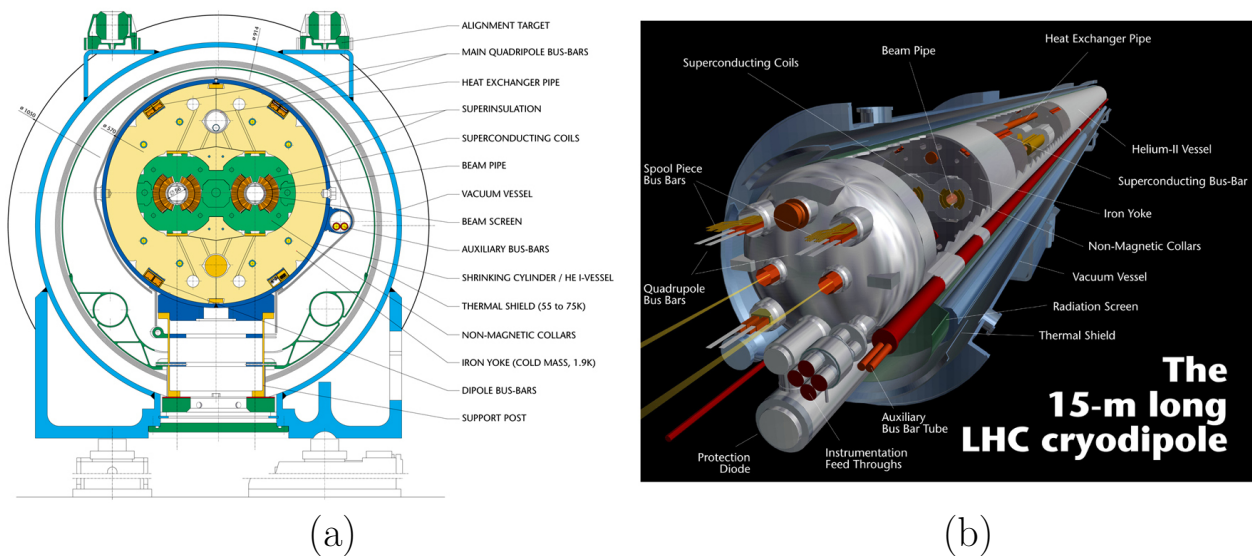 ALIGNMENT TARGET
MAIN QUADRIPOLE BUS-BARS
HEAT EXCHANGER PIPE
SUPERINSULATION
SUPERCONDUCTING COILS
BEAM PIPE
VACUUM VESSEL
BEAM SCREEN
AUXILIARY BUS-BARS
SHRINKING CYLINDER / HE I-VESSEL
THERMAL SHIELD (55 to 75K)
NON-MAGNETIC COLLARS
IRON YOKE (COLD MASS, 1.9K)
DIPOLE BUS-BARS
SUPPORT POST
ø 914
ø 1050
ø 570
(a)
Superconducting Coils
Beam Pipe
Heat Exchanger Pipe
Helium-II Vessel
Superconducting Bus-Bar
Iron Yoke
Non-Magnetic Collars
Vacuum Vessel
Radiation Screen
Thermal Shield
Spool Piece
Bus Bars
Quadrupole
Bus Bars
Protection
Diode
Instrumentation
Feed Throughs
Auxiliary
Bus Bar Tube
The
15-m long
LHC cryodipole
(b)